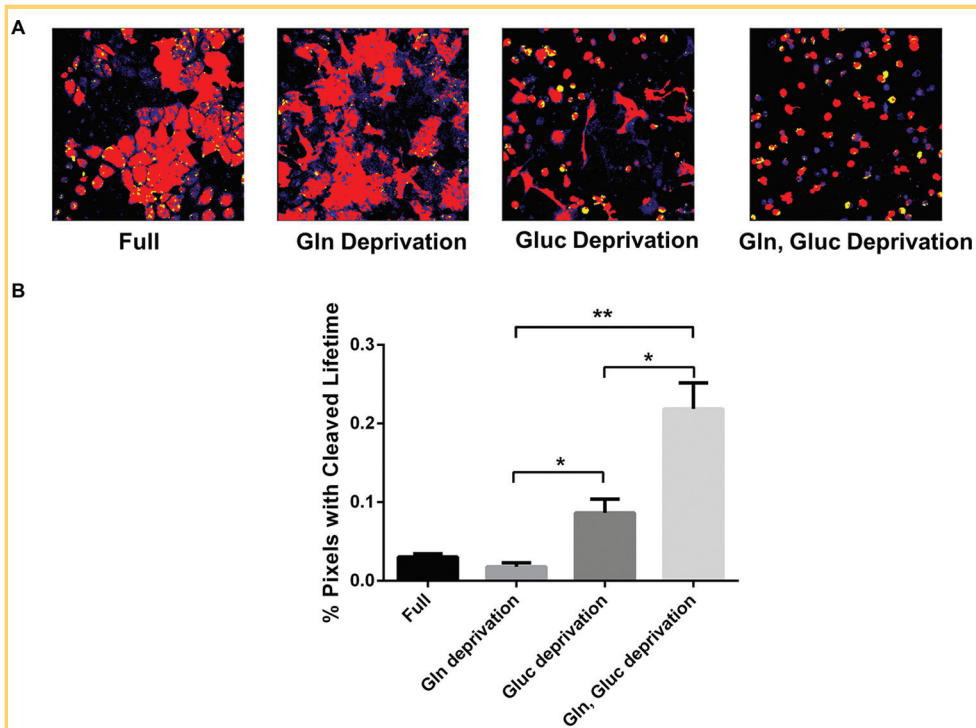 A
Full
Gln Deprivation
Gluc Deprivation
Gln, Gluc Deprivation
B
% Pixels with Cleaved Lifetime
0.3
0.2
0.1
0.0
**
*
*
Full
Gln deprivation
Gluc deprivation
Gln, Gluc deprivation